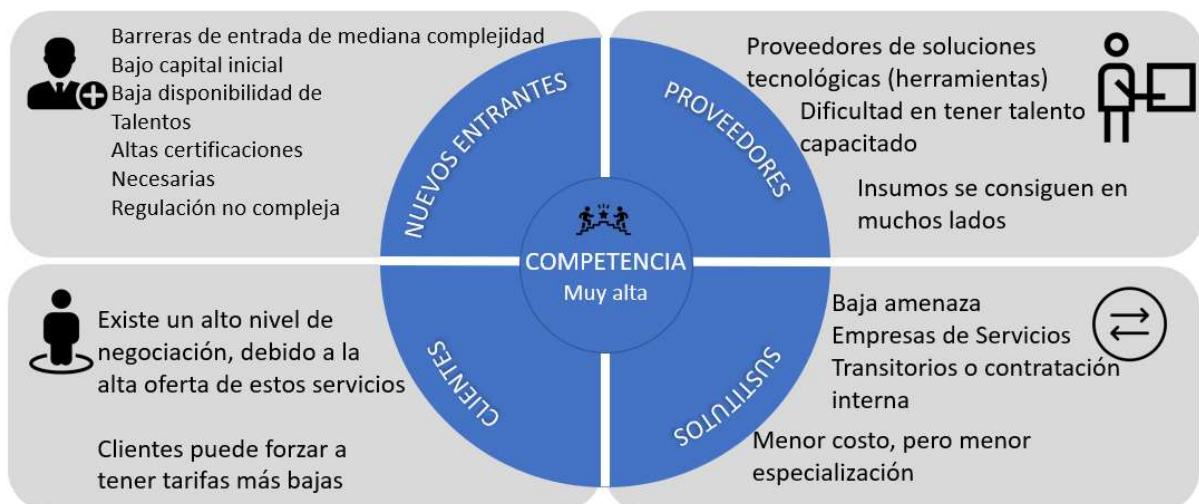 Barreras de entrada de mediana complejidad
Bajo capital inicial
Baja disponibilidad de
Talentos
Altas certificaciones
Necesarias
Regulación no compleja
NUEVOS ENTRANTES
PROVEEDORES
Proveedores de soluciones
tecnológicas (herramientas)
Dificultad en tener talento
capacitado
Insumos se consiguen en
muchos lados
COMPETENCIA
Muy alta
Existe un alto nivel de
negociación, debido a la
alta oferta de estos servicios
Clientes puede forzar a
tener tarifas más bajas
CLIENTES
SUSTITUTOS
Baja amenaza
Empresas de Servicios
Transitorios o contratación
interna
Menor costo, pero menor
especialización